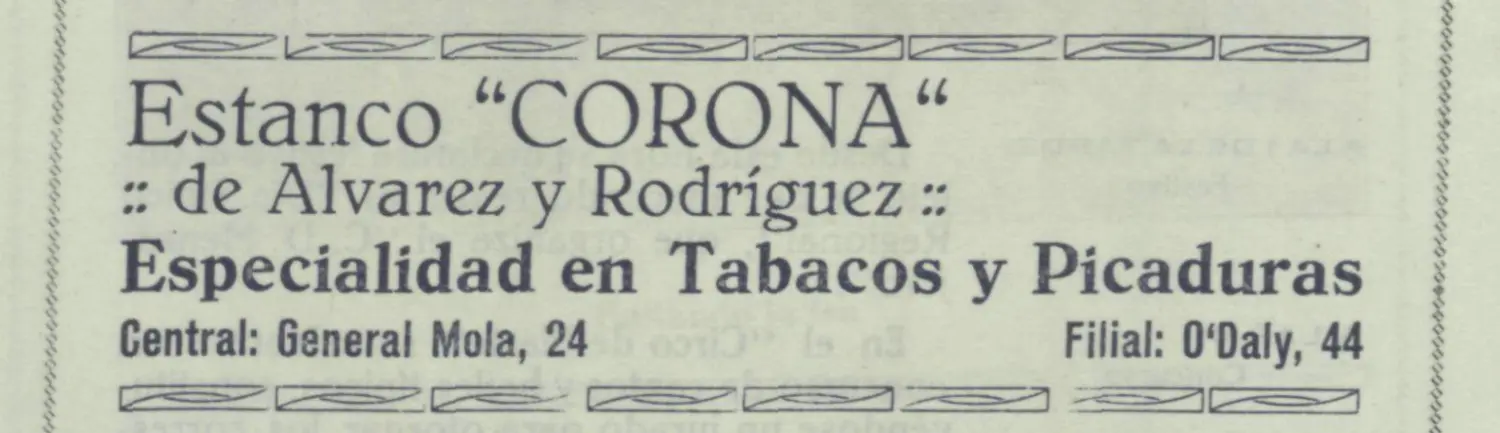 Estanco “CORONA“
:: de Alvarez y Rodríguez ::
Especialidad en Tabacos y Picaduras
Central: General Mola, 24
Filial: O‘Daly, 44